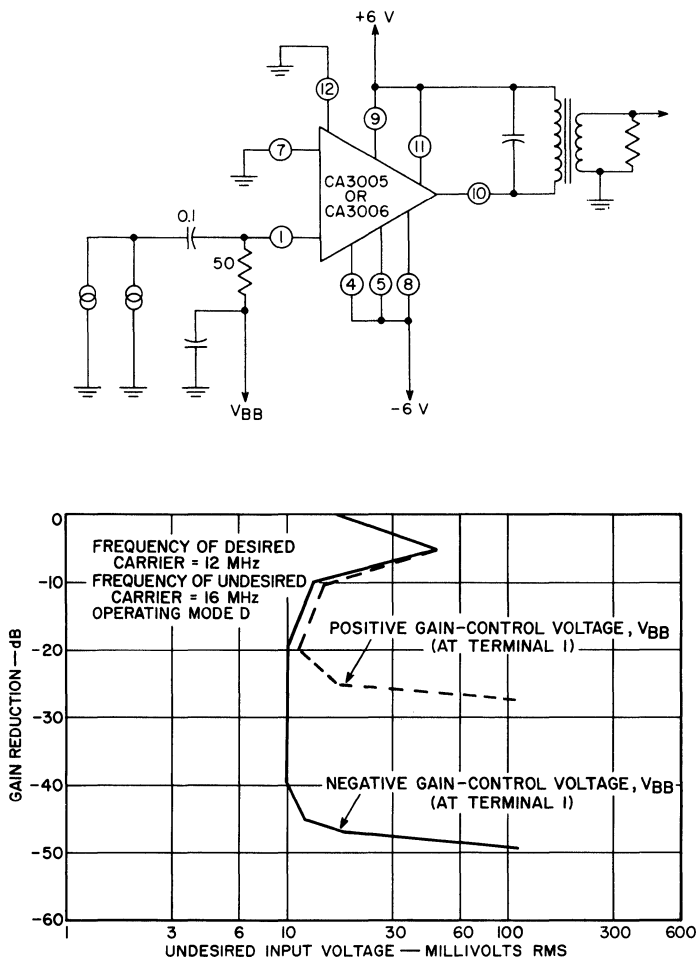 +6 V
12
9
7
11
CA3005
OR
CA3006
10
0.1
1
50
4
5
8
VBB
-6 V
0
-10
-20
-30
-40
-50
-60
GAIN REDUCTION—dB
FREQUENCY OF DESIRED
CARRIER = 12 MHz
FREQUENCY OF UNDESIRED
CARRIER = 16 MHz
OPERATING MODE D
POSITIVE GAIN-CONTROL VOLTAGE, VBB
(AT TERMINAL 1)
NEGATIVE GAIN-CONTROL VOLTAGE, VBB
(AT TERMINAL 1)
1 3 6 10 30 60 100 300 600
UNDESIRED INPUT VOLTAGE — MILLIVOLTS RMS